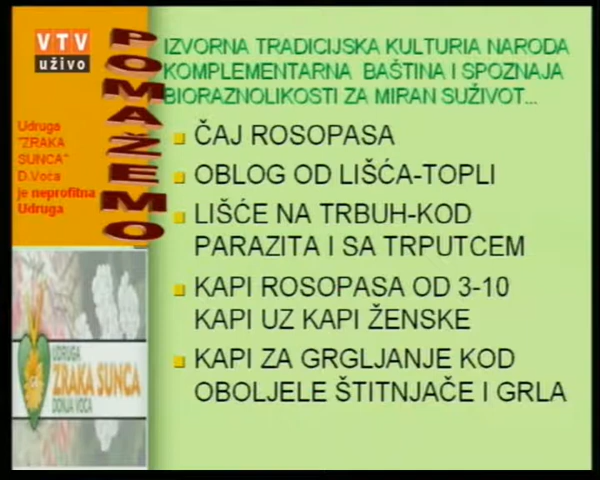 VTV
uživo
POMAŽEMO
Udruga
"ZRAKA
SUNCA"
D.Voća
je neprofitna
Udruga
UDRUGA
ZRAKA SUNCA
DONJA VOĆA
IZVORNA TRADICIJSKA KULTURIA NARODA
KOMPLEMENTARNA BAŠTINA I SPOZNAJA
BIORAZNOLIKOSTI ZA MIRAN SUŽIVOT...
ČAJ ROSOPASA
OBLOG OD LIŠĆA-TOPLI
LIŠĆE NA TRBUH-KOD
PARAZITA I SA TRPUTCEM
KAPI ROSOPASA OD 3-10
KAPI UZ KAPI ŽENSKE
KAPI ZA GRGLJANJE KOD
OBOLJELE ŠTITNJAČE I GRLA